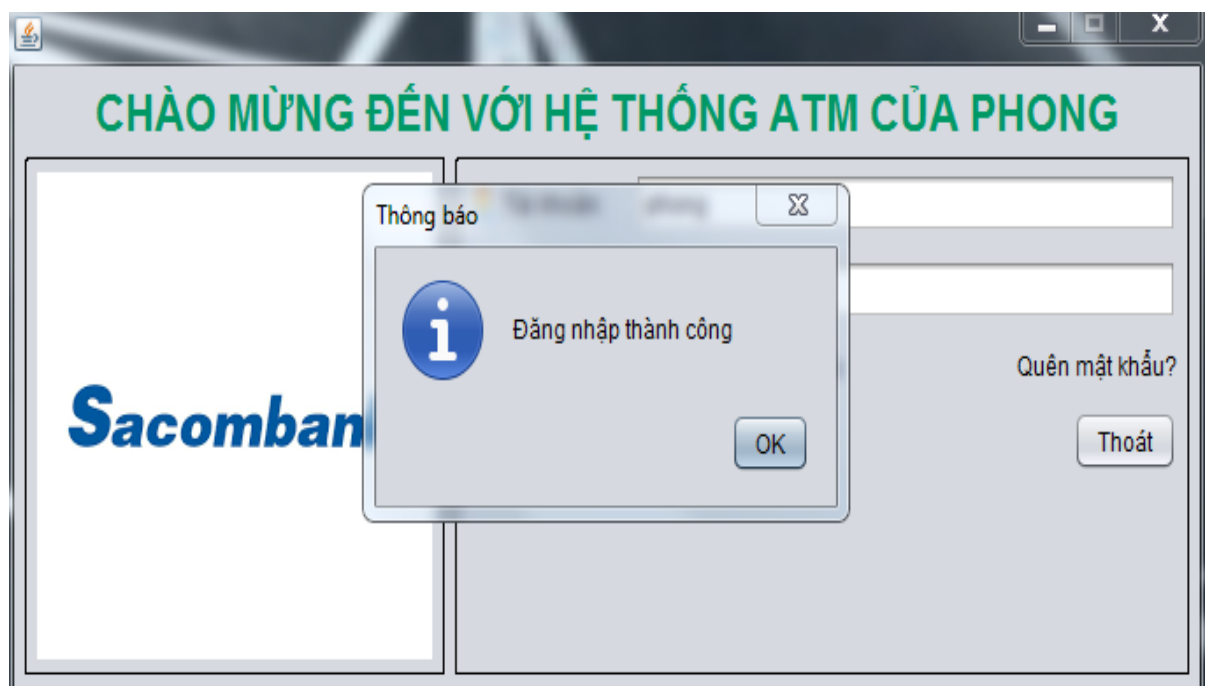 CHÀO MỪNG ĐẾN VỚI HỆ THỐNG ATM CỦA PHONG
Thông báo
Đăng nhập thành công
OK
Sacomban
Quên mật khẩu?
Thoát